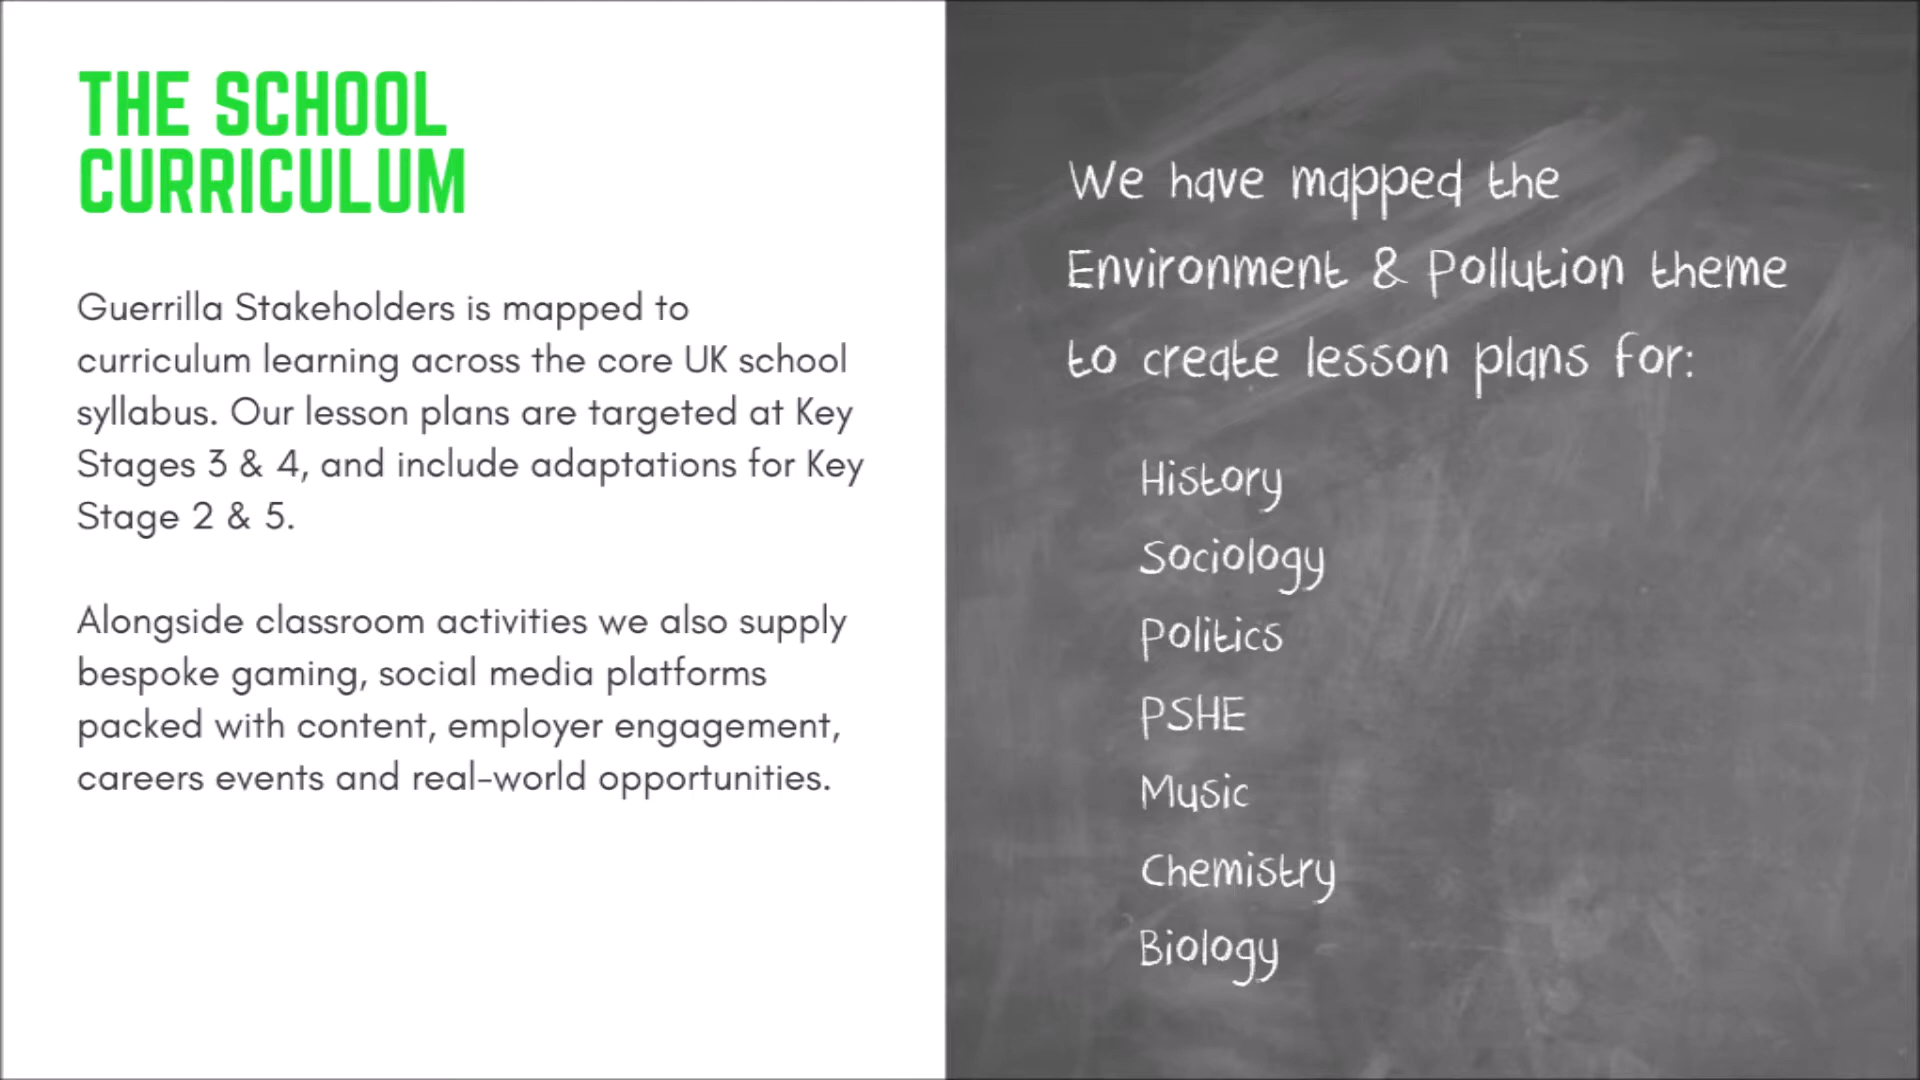 THE SCHOOL
CURRICULUM
Guerrilla Stakeholders is mapped to
curriculum learning across the core UK school
syllabus. Our lesson plans are targeted at Key
Stages 3 & 4, and include adaptations for Key
Stage 2 & 5.
Alongside classroom activities we also supply
bespoke gaming, social media platforms
packed with content, employer engagement,
careers events and real-world opportunities.
We have mapped the
Environment & Pollution theme
to create lesson plans for:
History
Sociology
Politics
PSHE
Music
Chemistry
Biology